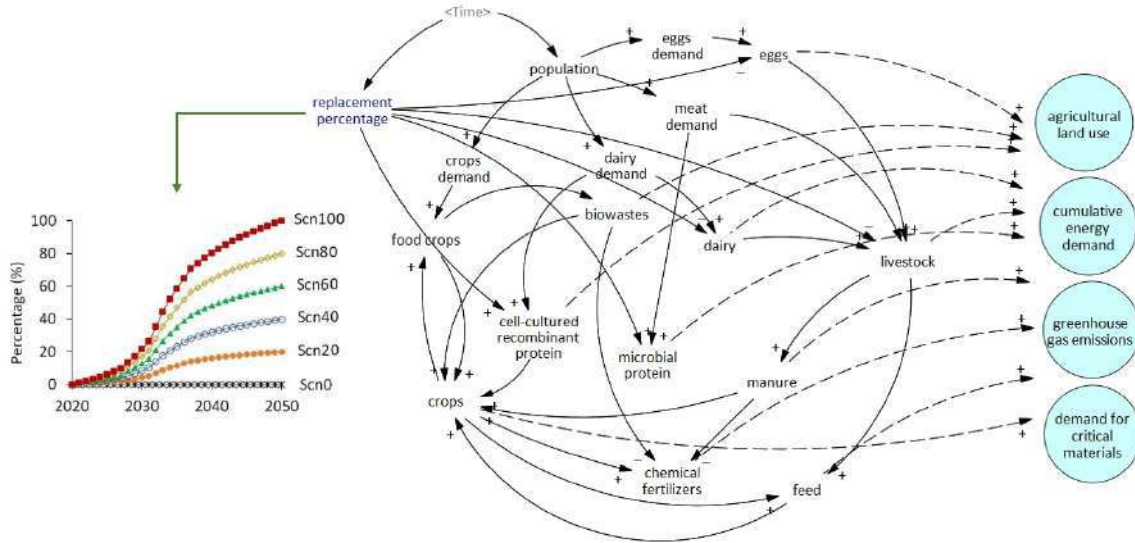 <Time>
eggs
demand
eggs
population
replacement
percentage
meat
demand
agricultural
land use
crops
demand
dairy
demand
biowastes
food crops
dairy
cumulative
energy
demand
livestock
cell-cultured
recombinant
protein
microbial
protein
greenhouse
gas emissions
manure
crops
demand for
critical
materials
chemical
fertilizers
feed
Percentage (%)
100
80
60
40
20
0
2020
2030
2040
2050
Scn100
Scn80
Scn60
Scn40
Scn20
Scn0